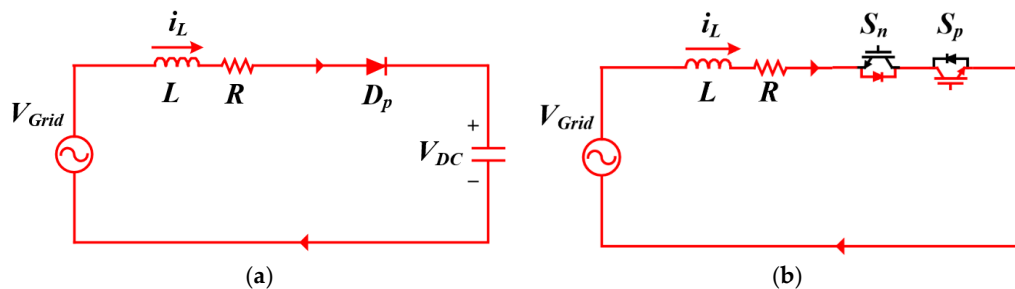 i_L
L R D_p
V_Grid
+
V_DC
−
(a)
i_L
S_n S_p
L R
V_Grid
(b)